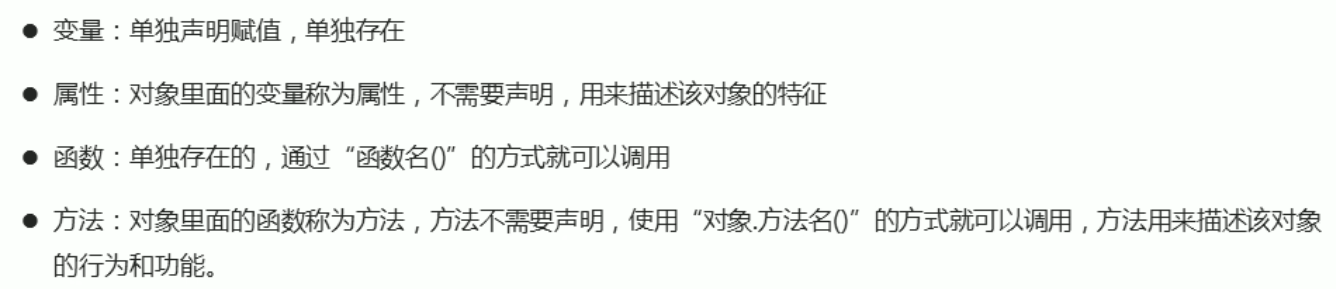 ● 变量：单独声明赋值，单独存在
● 属性：对象里面的变量称为属性，不需要声明，用来描述该对象的特征
● 函数：单独存在的，通过“函数名()”的方式就可以调用
● 方法：对象里面的函数称为方法，方法不需要声明，使用“对象.方法名()”的方式就可以调用，方法用来描述该对象
的行为和功能。